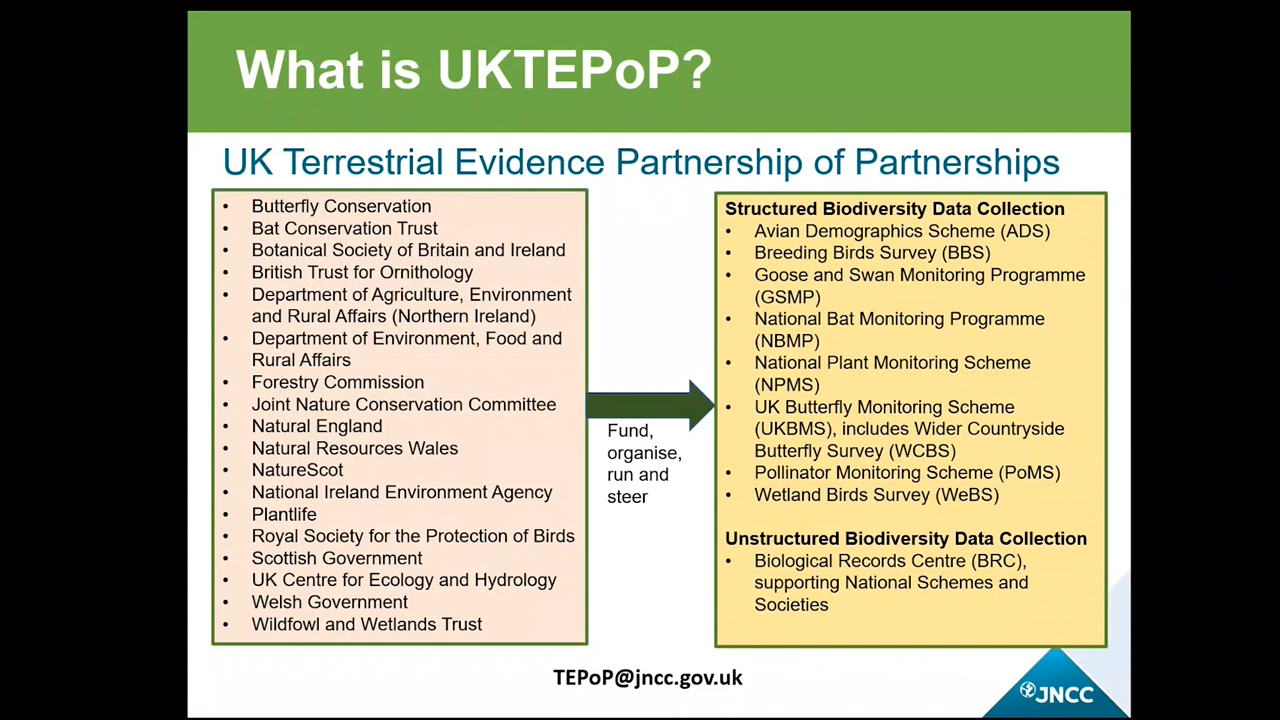 What is UKTEPoP?
UK Terrestrial Evidence Partnership of Partnerships
• Butterfly Conservation
• Bat Conservation Trust
• Botanical Society of Britain and Ireland
• British Trust for Ornithology
• Department of Agriculture, Environment
and Rural Affairs (Northern Ireland)
• Department of Environment, Food and
Rural Affairs
• Forestry Commission
• Joint Nature Conservation Committee
• Natural England
• Natural Resources Wales
• NatureScot
• National Ireland Environment Agency
• Plantlife
• Royal Society for the Protection of Birds
• Scottish Government
• UK Centre for Ecology and Hydrology
• Welsh Government
• Wildfowl and Wetlands Trust
Fund,
organise,
run and
steer
Structured Biodiversity Data Collection
• Avian Demographics Scheme (ADS)
• Breeding Birds Survey (BBS)
• Goose and Swan Monitoring Programme
(GSMP)
• National Bat Monitoring Programme
(NBMP)
• National Plant Monitoring Scheme
(NPMS)
• UK Butterfly Monitoring Scheme
(UKBMS), includes Wider Countryside
Butterfly Survey (WCBS)
• Pollinator Monitoring Scheme (PoMS)
• Wetland Birds Survey (WeBS)
Unstructured Biodiversity Data Collection
• Biological Records Centre (BRC),
supporting National Schemes and
Societies
TEPoP@jncc.gov.uk
JNCC